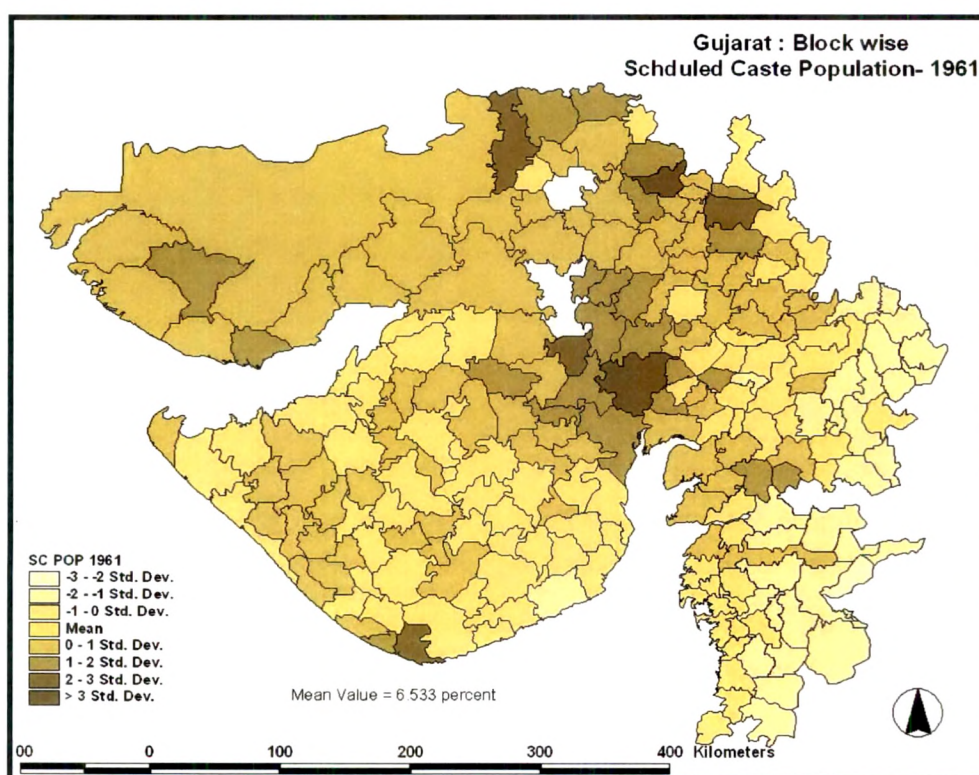 Gujarat : Block wise
Schduled Caste Population- 1961
SC POP 1961
-3 - -2 Std. Dev.
-2 - -1 Std. Dev.
-1 - 0 Std. Dev.
Mean
0 - 1 Std. Dev.
1 - 2 Std. Dev.
2 - 3 Std. Dev.
> 3 Std. Dev.
Mean Value = 6.533 percent
00 0 100 200 300 400 Kilometers